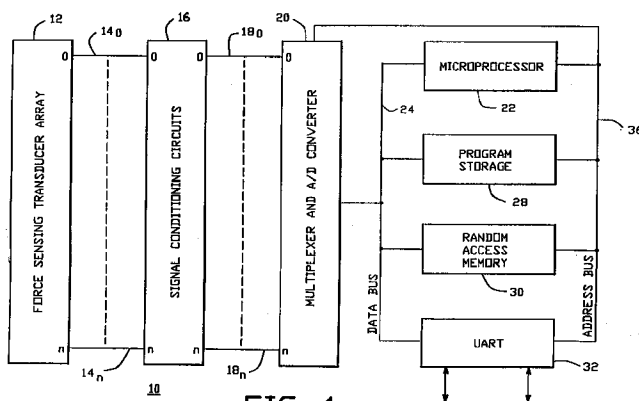 12
14₀
16
18₀
20
0
0
0
0
FORCE SENSING TRANSDUCER ARRAY
SIGNAL CONDITIONING CIRCUITS
MULTIPLEXER AND A/D CONVERTER
MICROPROCESSOR
22
24
36
PROGRAM
STORAGE
28
RANDOM
ACCESS
MEMORY
30
DATA BUS
ADDRESS BUS
UART
32
n
n
n
n
14ₙ
18ₙ
10